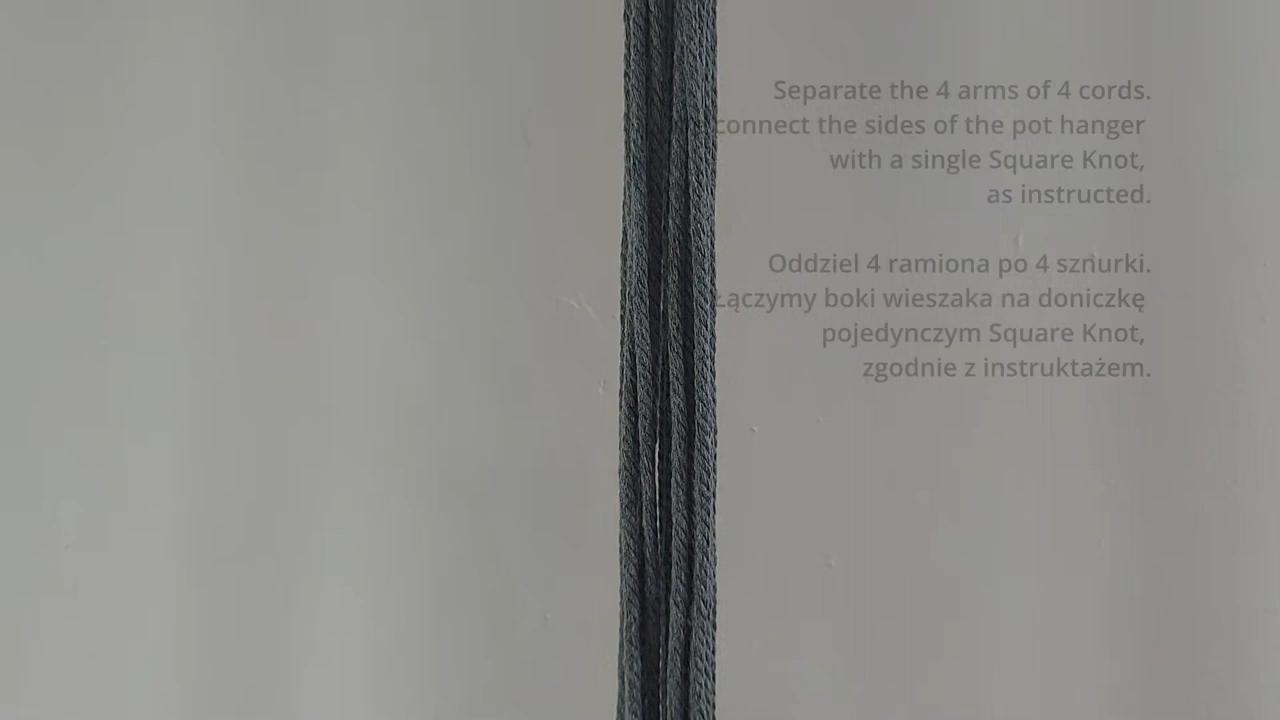 Separate the 4 arms of 4 cords.
connect the sides of the pot hanger
with a single Square Knot,
as instructed.
Oddziel 4 ramiona po 4 sznurki.
Łączymy boki wieszaka na doniczkę
pojedynczym Square Knot,
zgodnie z instruktażem.